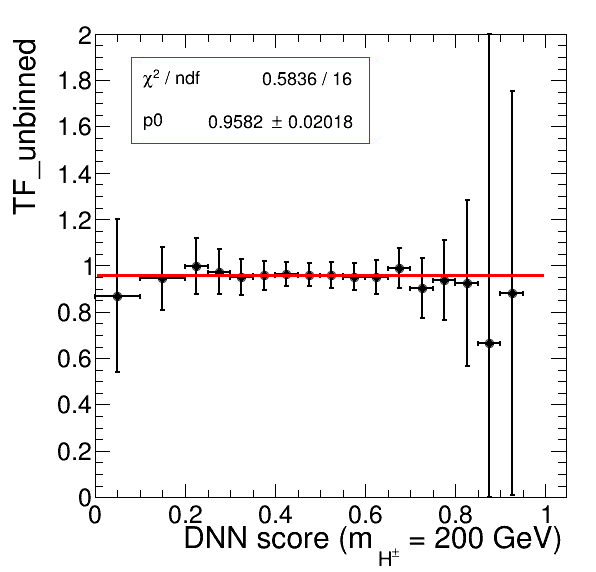 χ² / ndf 0.5836 / 16
p0 0.9582 ± 0.02018
TF_unbinned
2
1.8
1.6
1.4
1.2
1
0.8
0.6
0.4
0.2
0
0 0.2 0.4 0.6 0.8 1
DNN score (m_H± = 200 GeV)